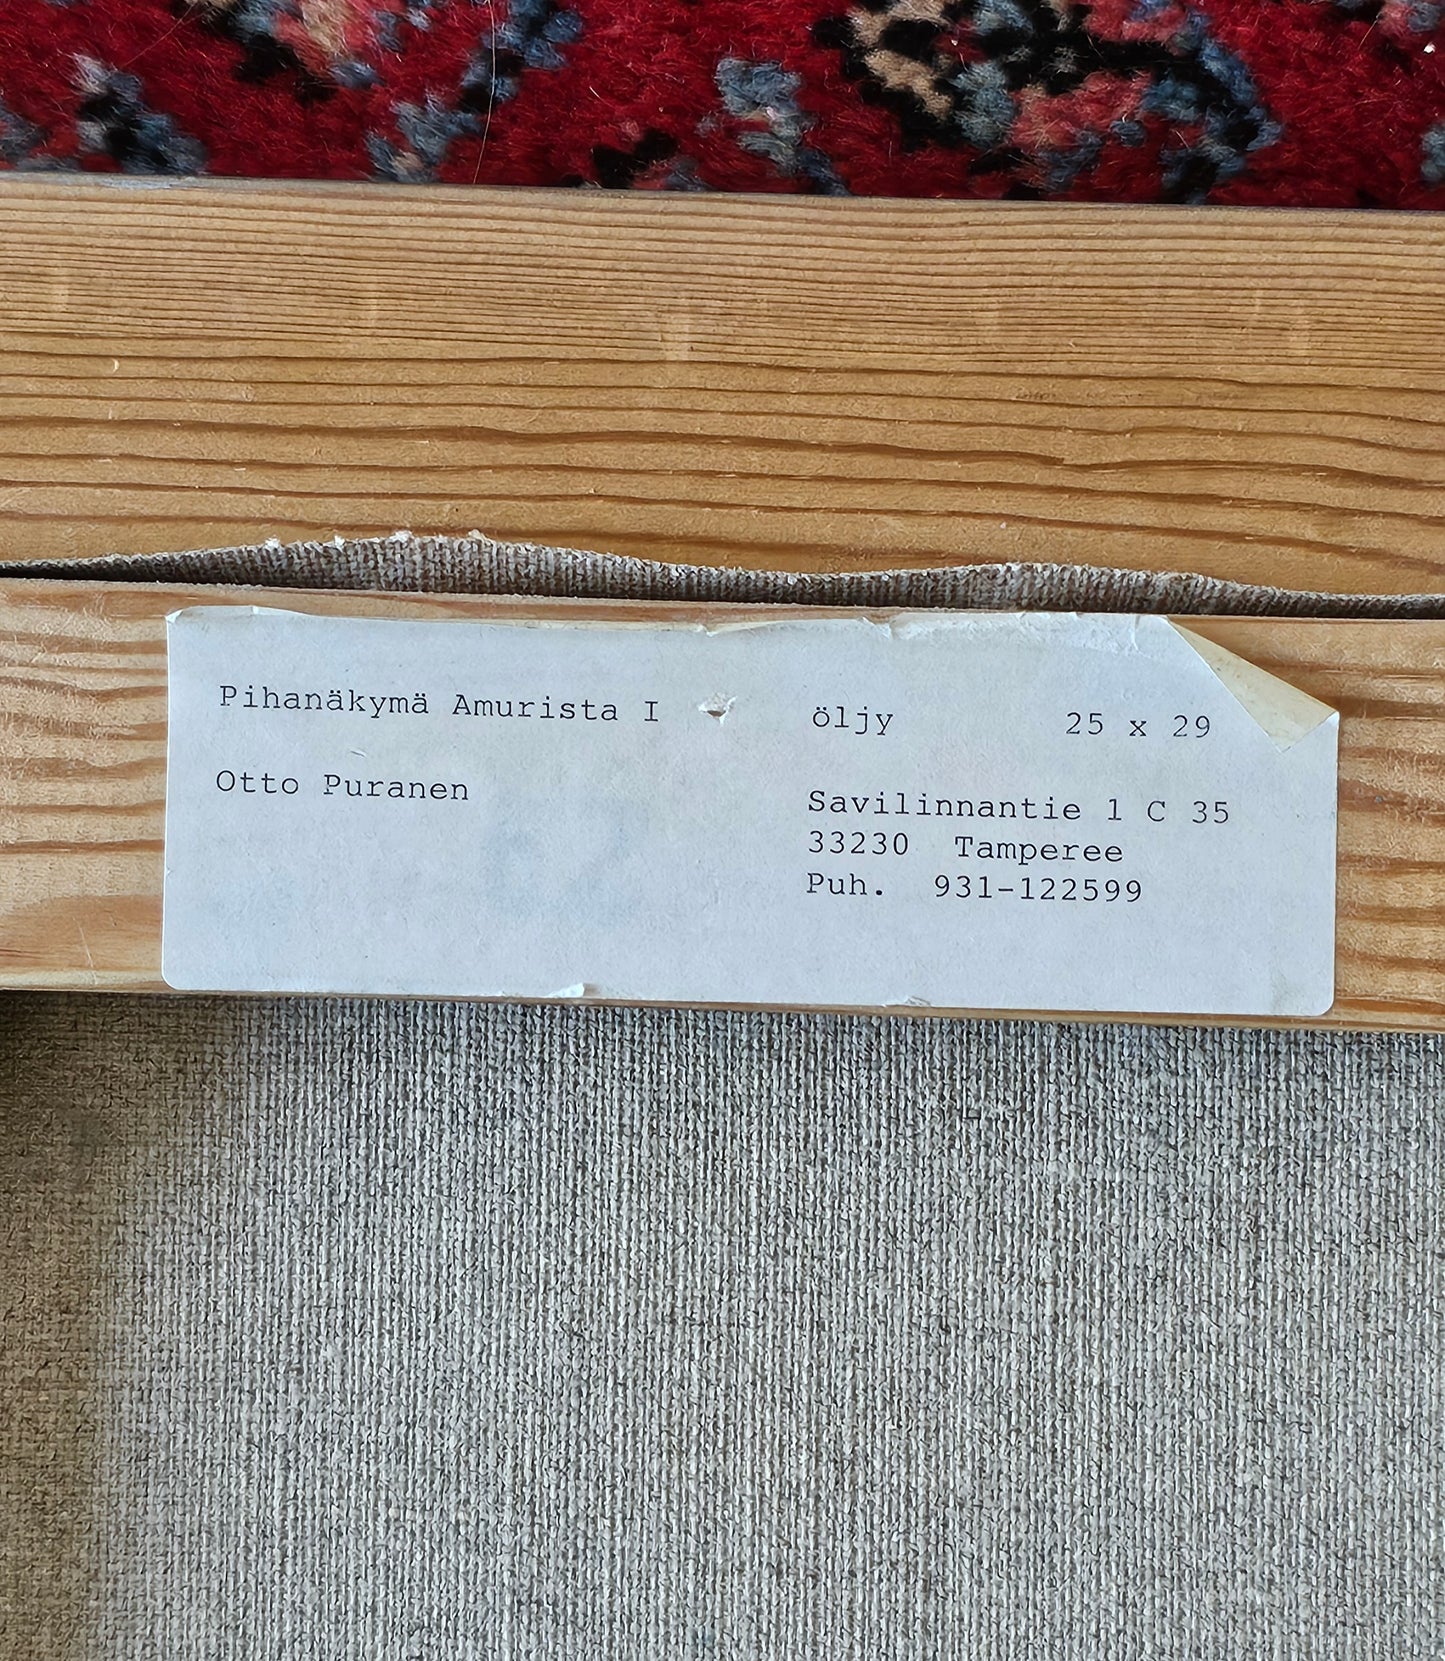 Pihanäkymä Amurista I öljy 25 x 29
Otto Puranen
Savilinnantie 1 C 35
33230 Tamperee
Puh. 931-122599